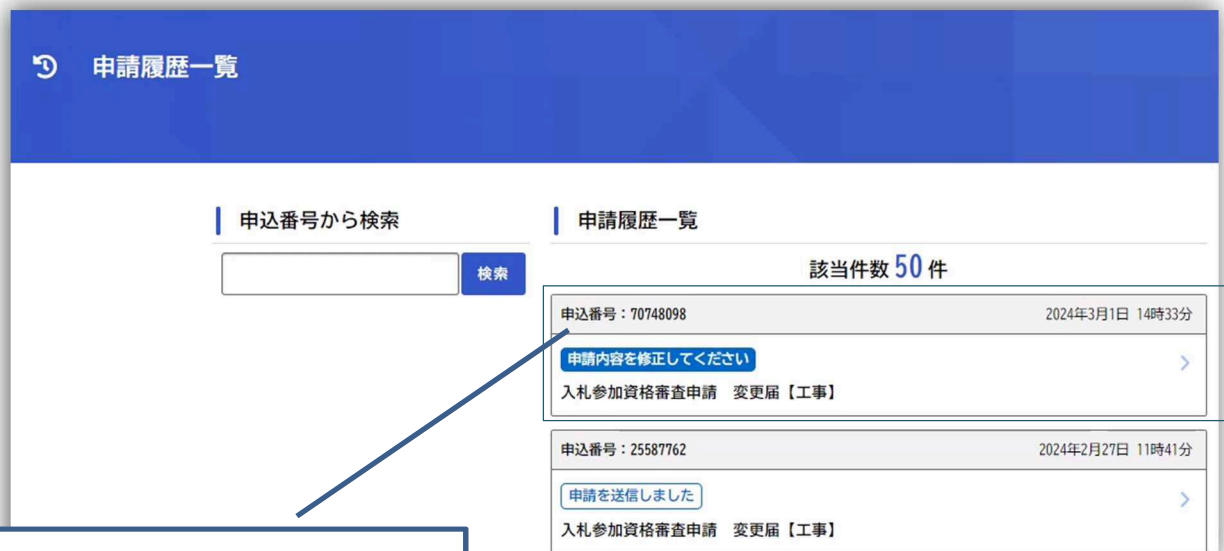 申請履歴一覧
申込番号から検索
検索
申請履歴一覧
該当件数 50 件
申込番号：70748098 2024年3月1日 14時33分
申請内容を修正してください
入札参加資格審査申請　変更届【工事】
申込番号：25587762 2024年2月27日 11時41分
申請を送信しました
入札参加資格審査申請　変更届【工事】